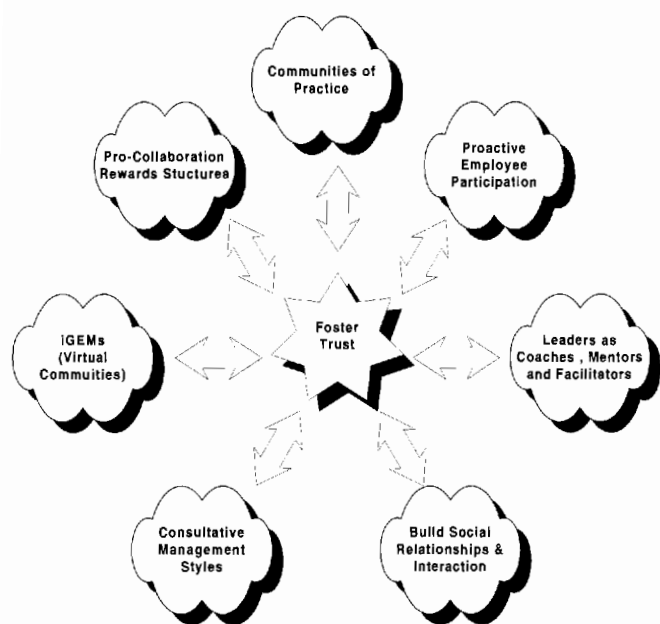 Communities of
Practice
Pro-Collaboration
Rewards Stuctures
Proactive
Employee
Participation
iGEMs
(Virtual
Commuities)
Foster
Trust
Leaders as
Coaches , Mentors
and Facilitators
Consultative
Management
Styles
Build Social
Relationships &
Interaction